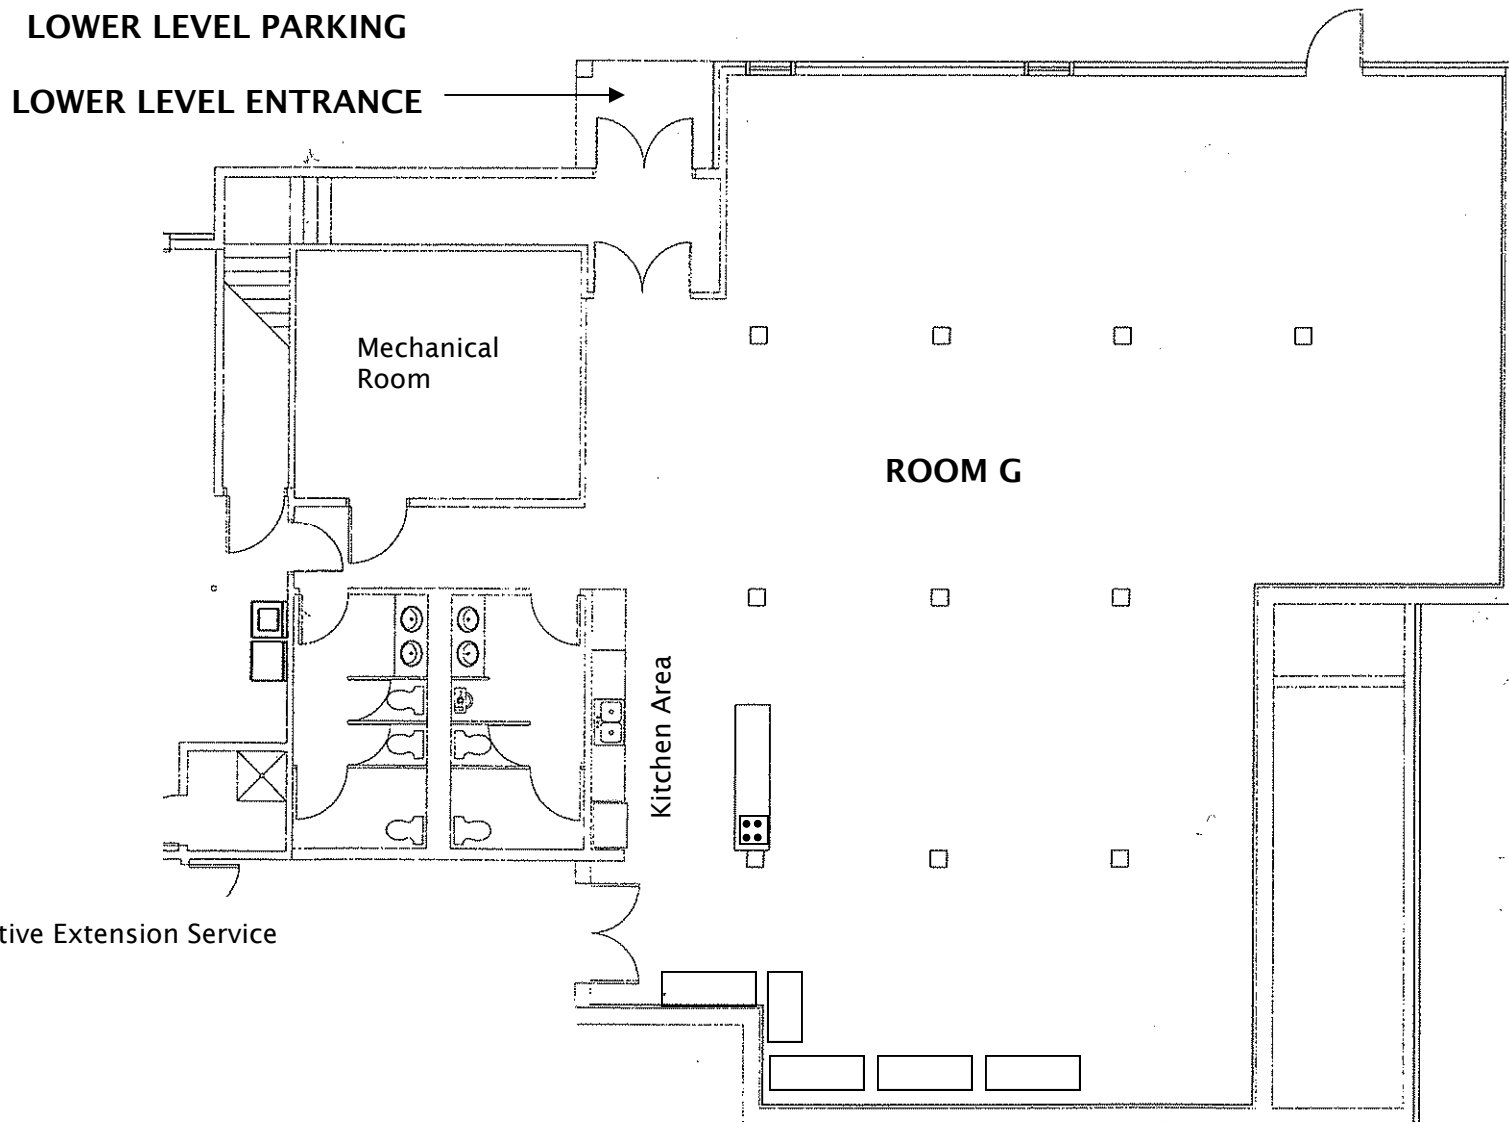 LOWER LEVEL PARKING
LOWER LEVEL ENTRANCE
Mechanical
Room
ROOM G
Kitchen Area
tive Extension Service